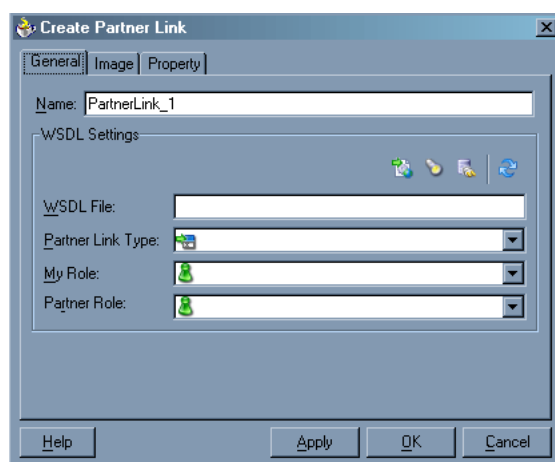 Create Partner Link
General Image Property
Name: PartnerLink_1
WSDL Settings
WSDL File:
Partner Link Type:
My Role:
Partner Role:
Help Apply OK Cancel